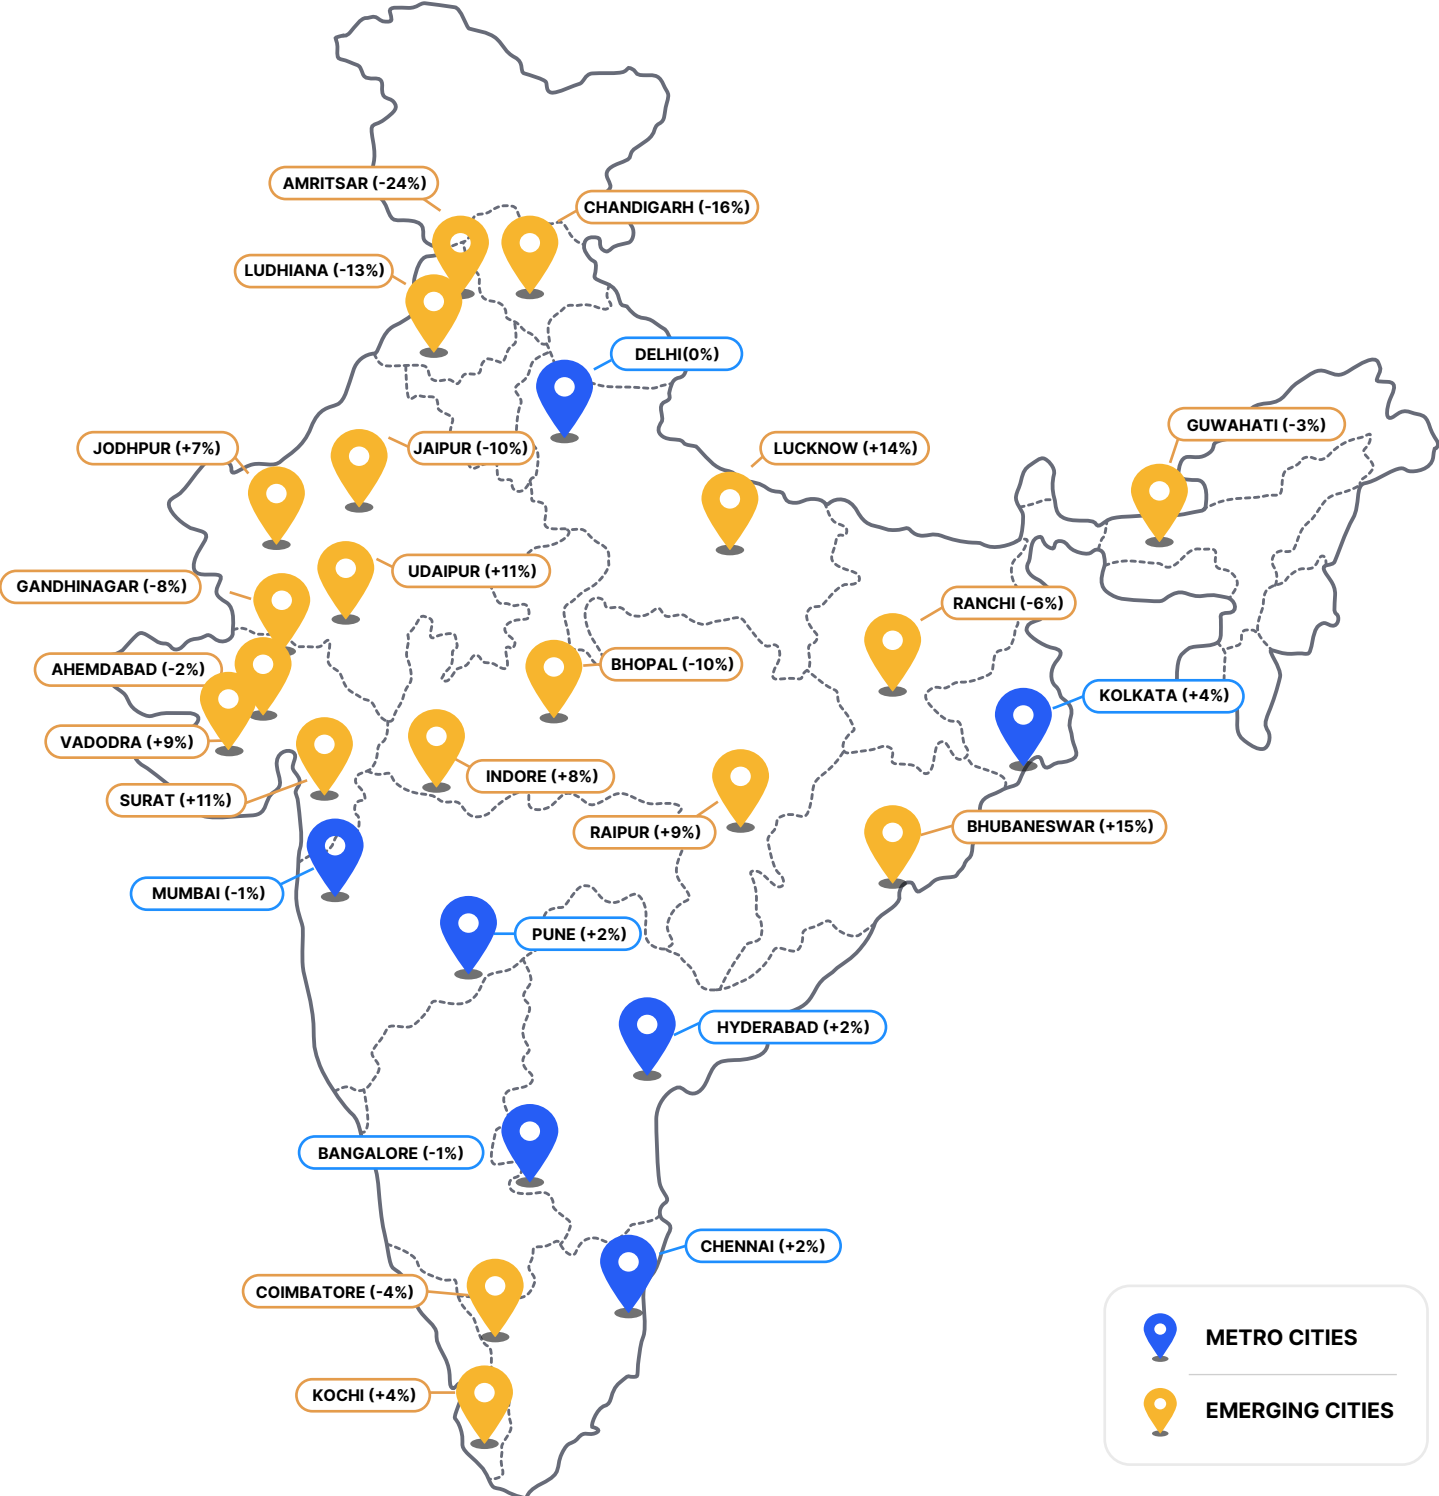 AMRITSAR (-24%)
CHANDIGARH (-16%)
LUDHIANA (-13%)
DELHI(0%)
GUWAHATI (-3%)
JODHPUR (+7%)
JAIPUR (-10%)
LUCKNOW (+14%)
UDAIPUR (+11%)
GANDHINAGAR (-8%)
RANCHI (-6%)
AHEMDABAD (-2%)
BHOPAL (-10%)
KOLKATA (+4%)
VADODRA (+9%)
INDORE (+8%)
SURAT (+11%)
RAIPUR (+9%)
BHUBANESWAR (+15%)
MUMBAI (-1%)
PUNE (+2%)
HYDERABAD (+2%)
BANGALORE (-1%)
CHENNAI (+2%)
COIMBATORE (-4%)
KOCHI (+4%)
METRO CITIES
EMERGING CITIES